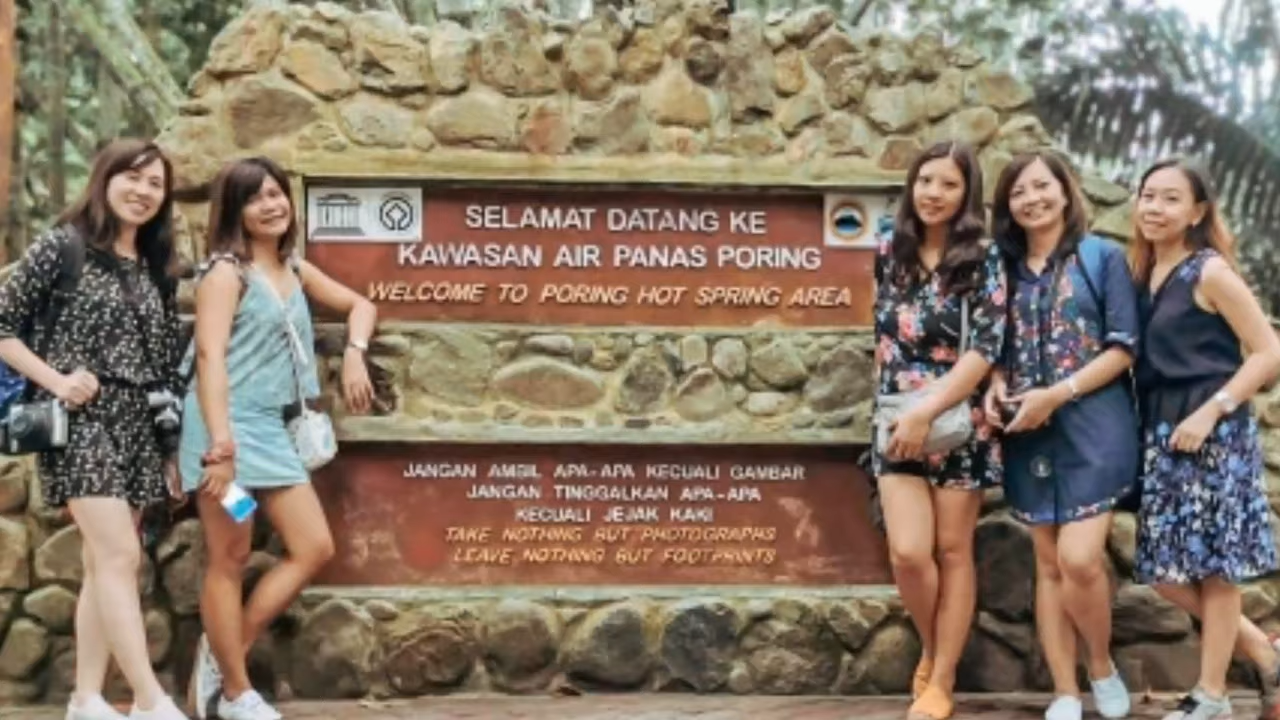 SELAMAT DATANG KE
KAWASAN AIR PANAS PORING
WELCOME TO PORING HOT SPRING AREA
JANGAN AMBIL APA-APA KECUALI GAMBAR
JANGAN TINGGALKAN APA-APA
KECUALI JEJAK KAKI
TAKE NOTHING BUT PHOTOGRAPHS
LEAVE NOTHING BUT FOOTPRINTS